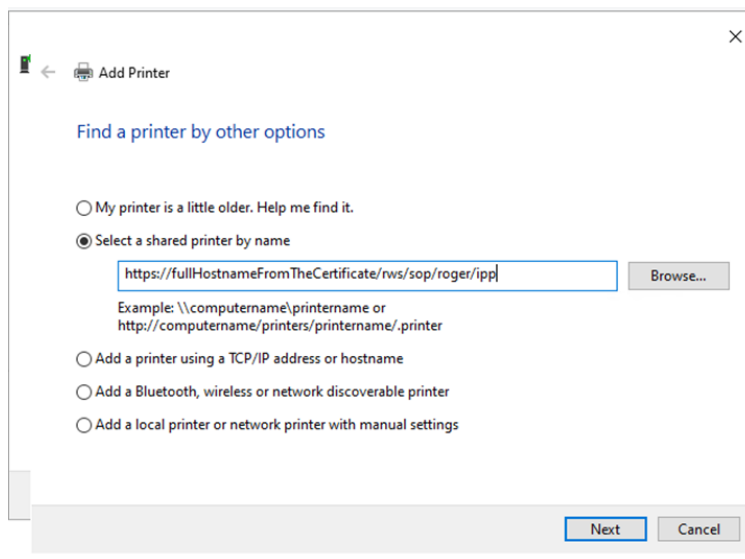 Add Printer
Find a printer by other options
My printer is a little older. Help me find it.
Select a shared printer by name
https://fullHostnameFromTheCertificate/rws/sop/roger/ipp
Browse...
Example: \\computername\printername or
http://computername/printers/printername/.printer
Add a printer using a TCP/IP address or hostname
Add a Bluetooth, wireless or network discoverable printer
Add a local printer or network printer with manual settings
Next
Cancel